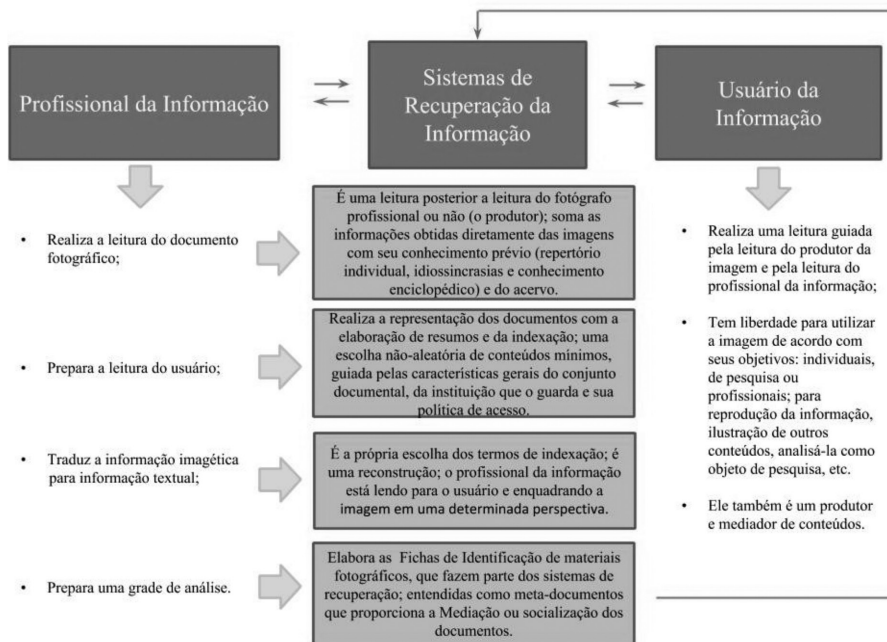 Profissional da Informação
Sistemas de
Recuperação da
Informação
Usuário da
Informação
• Realiza a leitura do documento
fotográfico;
É uma leitura posterior a leitura do fotógrafo
profissional ou não (o produtor); soma as
informações obtidas diretamente das imagens
com seu conhecimento prévio (repertório
individual, idiossincrasias e conhecimento
enciclopédico) e do acervo.
• Prepara a leitura do usuário;
Realiza a representação dos documentos com a
elaboração de resumos e da indexação; uma
escolha não-aleatória de conteúdos mínimos,
guiada pelas características gerais do conjunto
documental, da instituição que o guarda e sua
política de acesso.
• Traduz a informação imagética
para informação textual;
É a própria escolha dos termos de indexação; é
uma reconstrução; o profissional da informação
está lendo para o usuário e enquadrando a
imagem em uma determinada perspectiva.
• Prepara uma grade de análise.
Elabora as Fichas de Identificação de materiais
fotográficos, que fazem parte dos sistemas de
recuperação; entendidas como meta-documentos
que proporciona a Mediação ou socialização dos
documentos.
• Realiza uma leitura guiada
pela leitura do produtor da
imagem e pela leitura do
profissional da informação;
• Tem liberdade para utilizar
a imagem de acordo com
seus objetivos: individuais,
de pesquisa ou
profissionais; para
reprodução da informação,
ilustração de outros
conteúdos, analisá-la como
objeto de pesquisa, etc.
• Ele também é um produtor
e mediador de conteúdos.